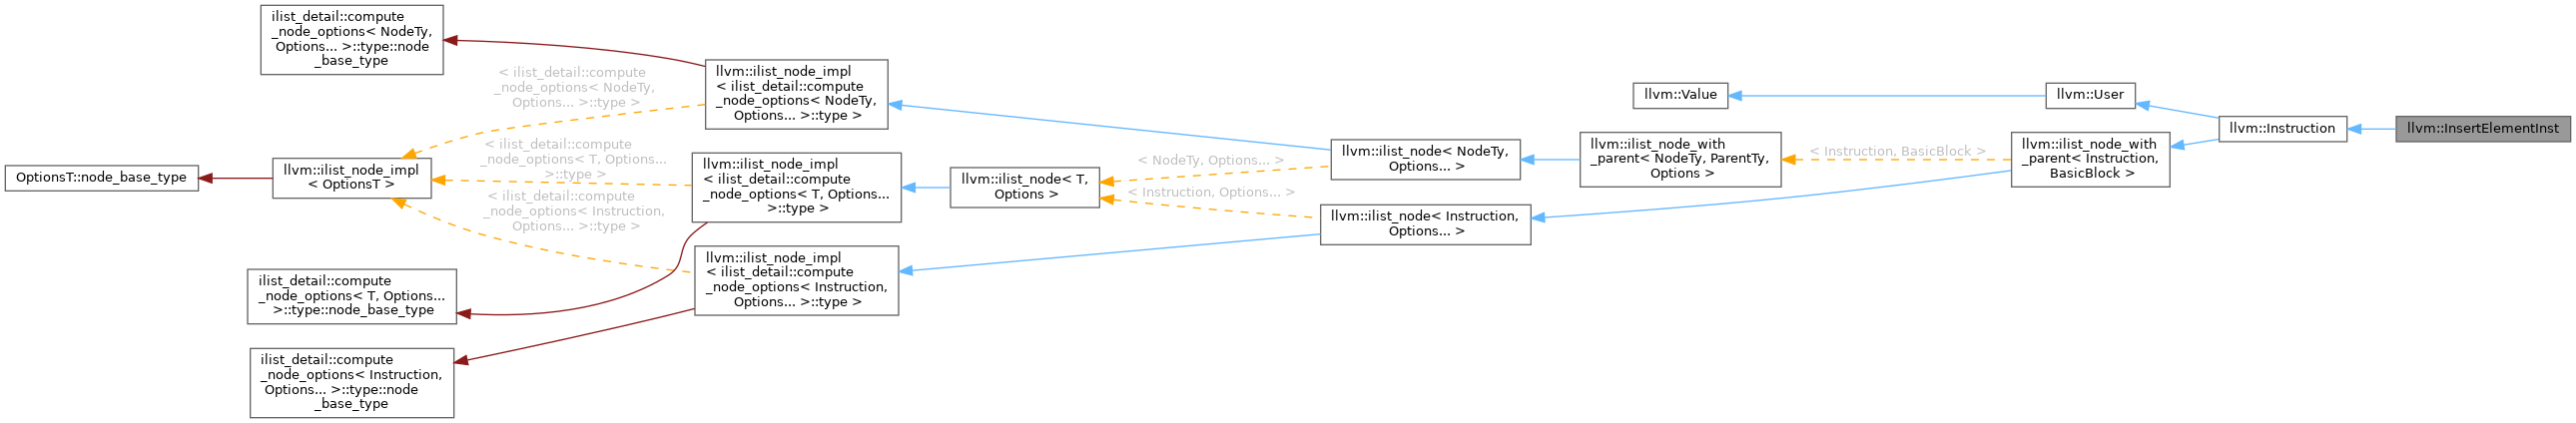 ilist_detail::compute
_node_options< NodeTy,
Options... >::type::node
_base_type
< ilist_detail::compute
_node_options< NodeTy,
Options... >::type >
llvm::ilist_node_impl
< ilist_detail::compute
_node_options< NodeTy,
Options... >::type >
llvm::Value
llvm::User
llvm::Instruction
llvm::InsertElementInst
OptionsT::node_base_type
llvm::ilist_node_impl
< OptionsT >
< ilist_detail::compute
_node_options< T, Options...
>::type >
llvm::ilist_node_impl
< ilist_detail::compute
_node_options< T, Options...
>::type >
llvm::ilist_node< T,
Options >
< NodeTy, Options... >
llvm::ilist_node< NodeTy,
Options... >
llvm::ilist_node_with
_parent< NodeTy, ParentTy,
Options >
< Instruction, BasicBlock >
llvm::ilist_node_with
_parent< Instruction,
BasicBlock >
< ilist_detail::compute
_node_options< Instruction,
Options... >::type >
< Instruction, Options... >
llvm::ilist_node< Instruction,
Options... >
llvm::ilist_node_impl
< ilist_detail::compute
_node_options< Instruction,
Options... >::type >
ilist_detail::compute
_node_options< T, Options...
>::type::node_base_type
ilist_detail::compute
_node_options< Instruction,
Options... >::type::node
_base_type